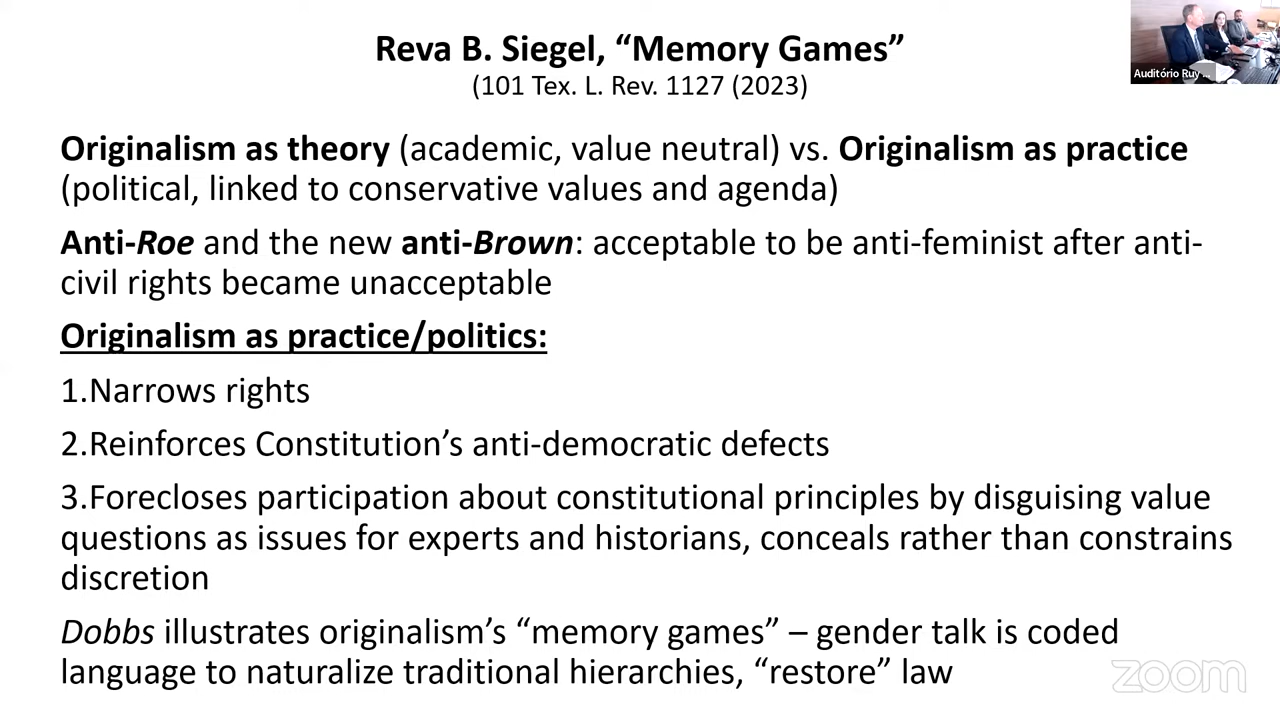 Reva B. Siegel, “Memory Games”
(101 Tex. L. Rev. 1127 (2023)
Auditório Ruy ...
Originalism as theory (academic, value neutral) vs. Originalism as practice
(political, linked to conservative values and agenda)
Anti-Roe and the new anti-Brown: acceptable to be anti-feminist after anti-
civil rights became unacceptable
Originalism as practice/politics:
1.Narrows rights
2.Reinforces Constitution’s anti-democratic defects
3.Forecloses participation about constitutional principles by disguising value
questions as issues for experts and historians, conceals rather than constrains
discretion
Dobbs illustrates originalism’s “memory games” – gender talk is coded
language to naturalize traditional hierarchies, “restore” law
zoom